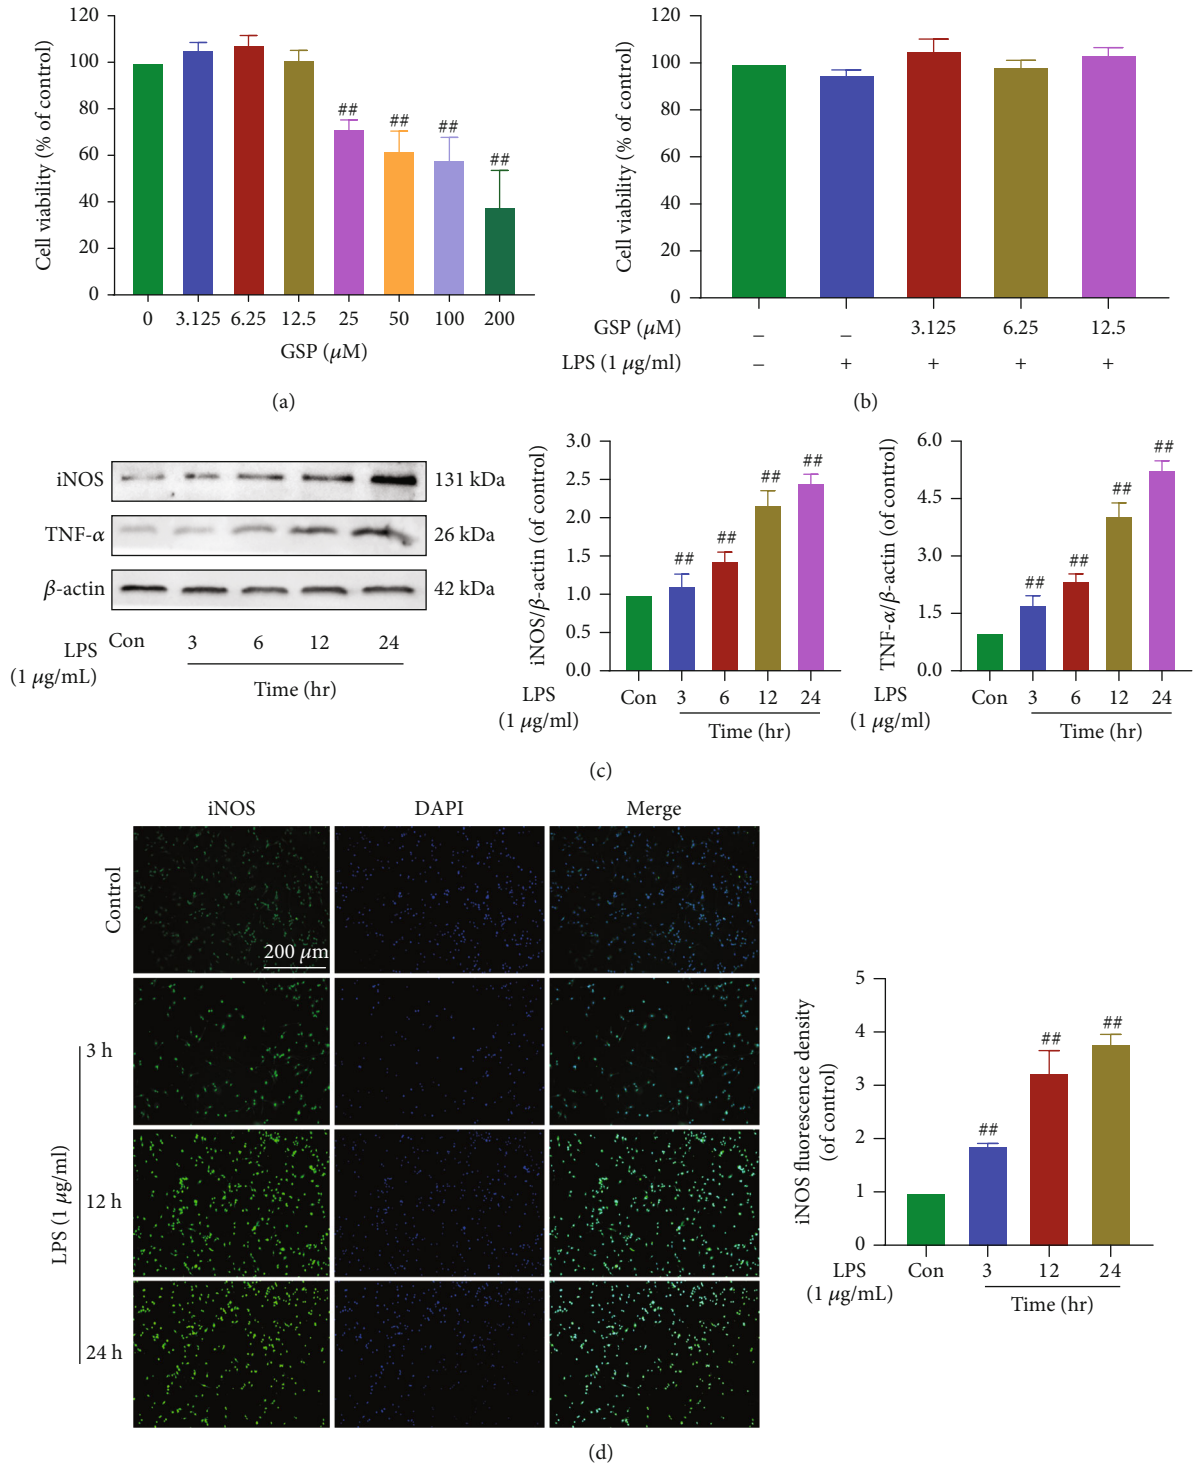 120
100
80
60
40
20
0
Cell viability (% of control)
## ## ## ##
0 3.125 6.25 12.5 25 50 100 200
GSP (μM)
(a)
120
100
80
60
40
20
0
Cell viability (% of control)
GSP (μM) – – 3.125 6.25 12.5
LPS (1 μg/ml) – + + + +
(b)
iNOS 131 kDa
TNF-α 26 kDa
β-actin 42 kDa
LPS
(1 μg/mL)
Con 3 6 12 24
Time (hr)
3.0
2.5
2.0
1.5
1.0
0.5
0.0
iNOS/β-actin (of control)
## ## ## ##
LPS
(1 μg/ml)
Con 3 6 12 24
Time (hr)
6.0
4.5
3.0
1.5
0.0
TNF-α/β-actin (of control)
## ## ## ##
LPS
(1 μg/ml)
Con 3 6 12 24
Time (hr)
(c)
iNOS DAPI Merge
Control
200 μm
LPS (1 μg/ml)
3 h
12 h
24 h
5
4
3
2
1
0
iNOS fluorescence density
(of control)
## ## ##
LPS
(1 μg/mL)
Con 3 12 24
Time (hr)
(d)